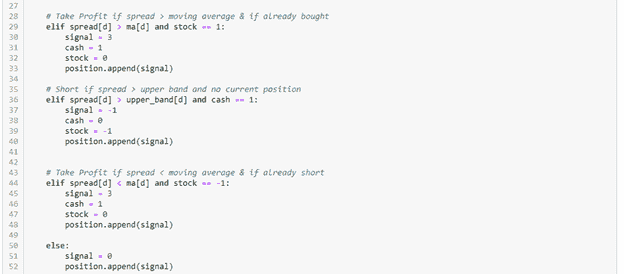 27
28 # Take Profit if spread > moving average & if already bought
29 elif spread[d] > ma[d] and stock == 1:
30 signal = 3
31 cash = 1
32 stock = 0
33 position.append(signal)
34
35 # Short if spread > upper band and no current position
36 elif spread[d] > upper_band[d] and cash == 1:
37 signal = -1
38 cash = 0
39 stock = -1
40 position.append(signal)
41
42
43 # Take Profit if spread < moving average & if already short
44 elif spread[d] < ma[d] and stock == -1:
45 signal = 3
46 cash = 1
47 stock = 0
48 position.append(signal)
49
50 else:
51 signal = 0
52 position.append(signal)